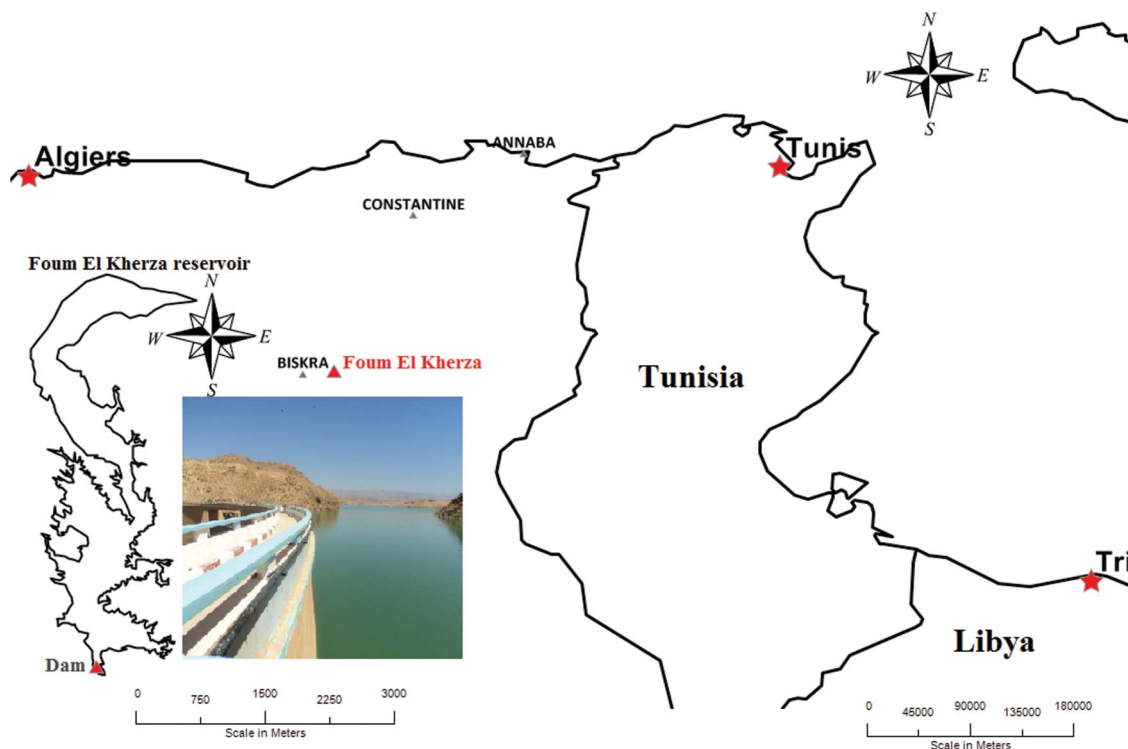 N
W E
S
Algiers
ANNABA
Tunis
CONSTANTINE
Foum El Kherza reservoir
N
W E
S
BISKRA
Foum El Kherza
Tunisia
Tri
Libya
Dam
0 750 1500 2250 3000
Scale in Meters
0 45000 90000 135000 180000
Scale in Meters